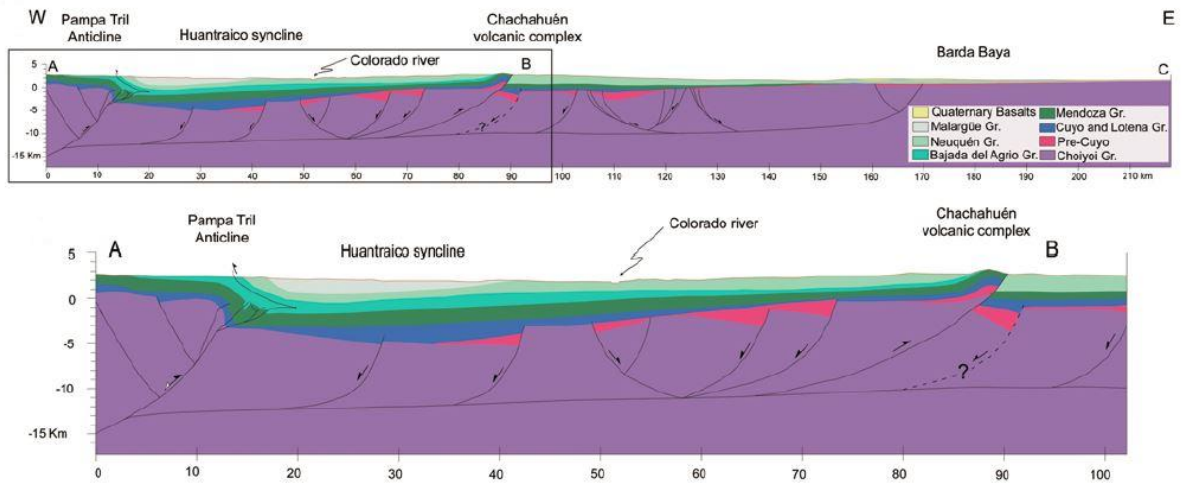 W
E
Pampa Tril
Anticline
Huantraico syncline
Chachahuén
volcanic complex
Colorado river
Barda Baya
A
B
C
5
0
-5
-10
-15 Km
?
Quaternary Basalts
Malargüe Gr.
Neuquén Gr.
Bajada del Agrio Gr.
Mendoza Gr.
Cuyo and Lotena Gr.
Pre-Cuyo
Choiyoi Gr.
0 10 20 30 40 50 60 70 80 90 100 110 120 130 140 150 160 170 180 190 200 210 km
Pampa Tril
Anticline
Huantraico syncline
Colorado river
Chachahuén
volcanic complex
A
B
5
0
-5
-10
-15 Km
?
0 10 20 30 40 50 60 70 80 90 100